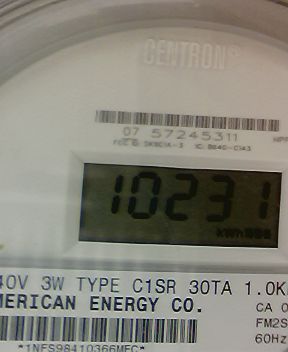 CENTRON®
07 57245311
10231
kWh
40V 3W TYPE C1SR 30TA 1.0K
MERICAN ENERGY CO.
CA 0
FM2S
60Hz
*1NFS98410366MFC*